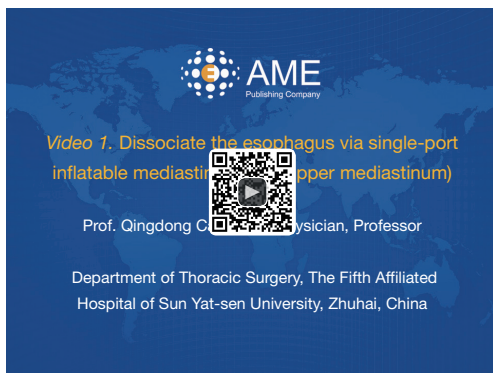 AME
Publishing Company
Video 1. Dissociate the esophagus via single-port
inflatable pper mediastinum)
Prof. Qingdong ysician, Professor
Department of Thoracic Surgery, The Fifth Affiliated
Hospital of Sun Yat-sen University, Zhuhai, China